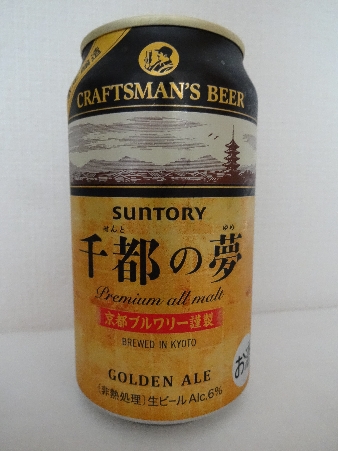 CRAFTSMAN'S BEER
SUNTORY
せんと ゆめ
千都の夢
Premium all malt
京都ブルワリー謹製
BREWED IN KYOTO
GOLDEN ALE
(非熱処理)生ビール Alc.6%
お酒